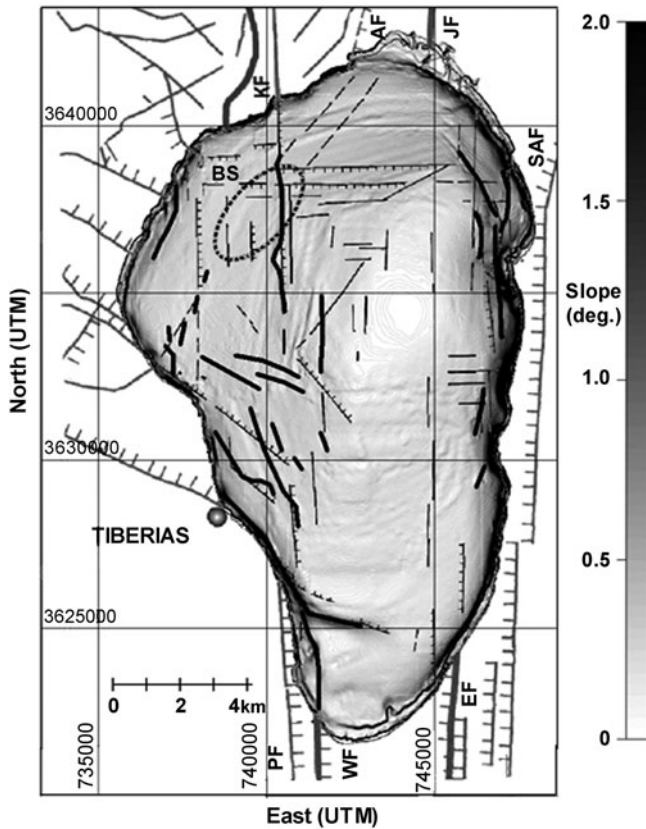 AF
JF
2.0
KF
3640000
SAF
BS
1.5
Slope
(deg.)
North (UTM)
1.0
3630000
TIBERIAS
0.5
3625000
0 2 4km
735000
740000
745000
PF
WF
EF
0
East (UTM)